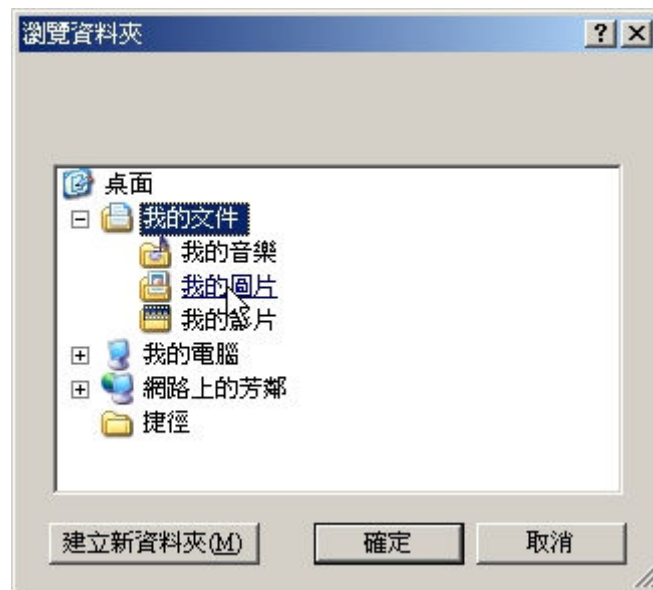 瀏覽資料夾
桌面
我的文件
我的音樂
我的圖片
我的影片
我的電腦
網路上的芳鄰
捷徑
建立新資料夾(M) 確定 取消